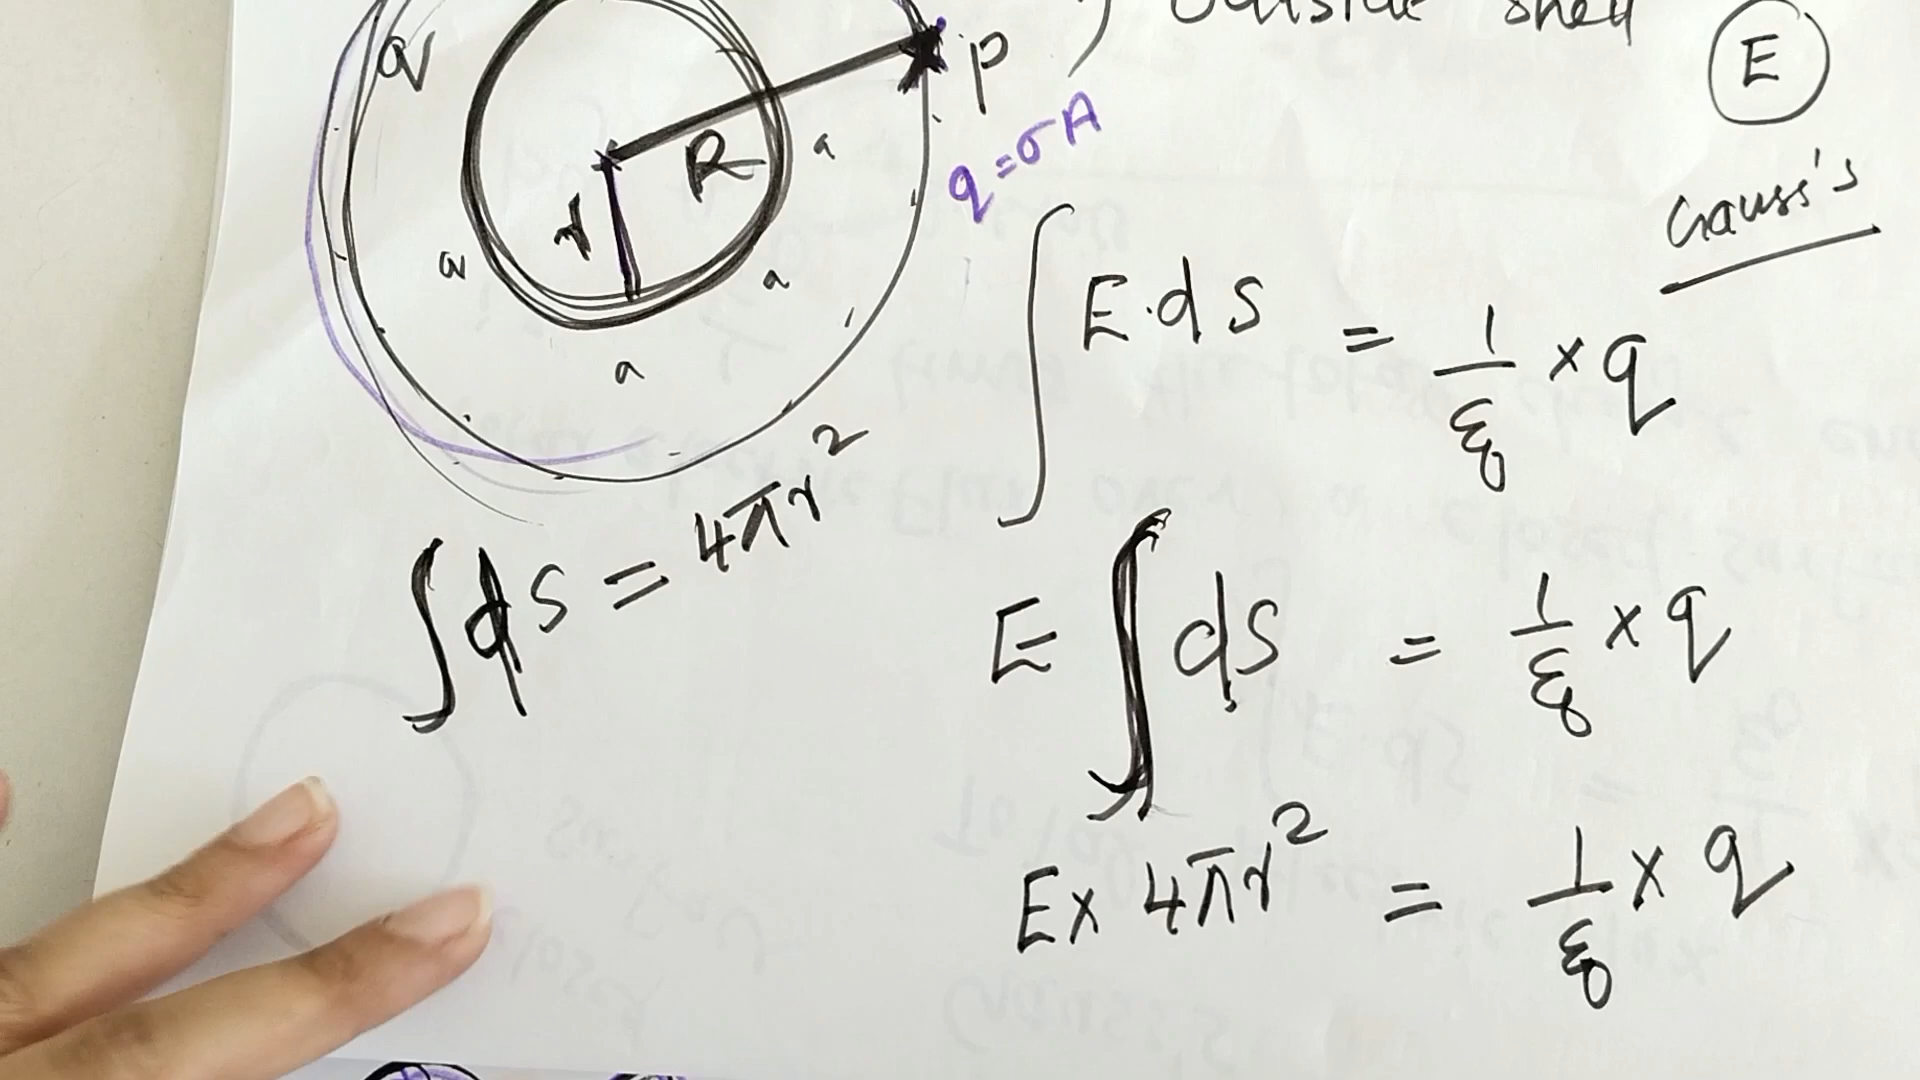 outside shell
E
P
R
r
q = σA
Gauss's
∫ E · ds = 1/ε0 × q
∫ ds = 4πr²
E ∫ ds = 1/ε0 × q
E × 4πr² = 1/ε0 × q